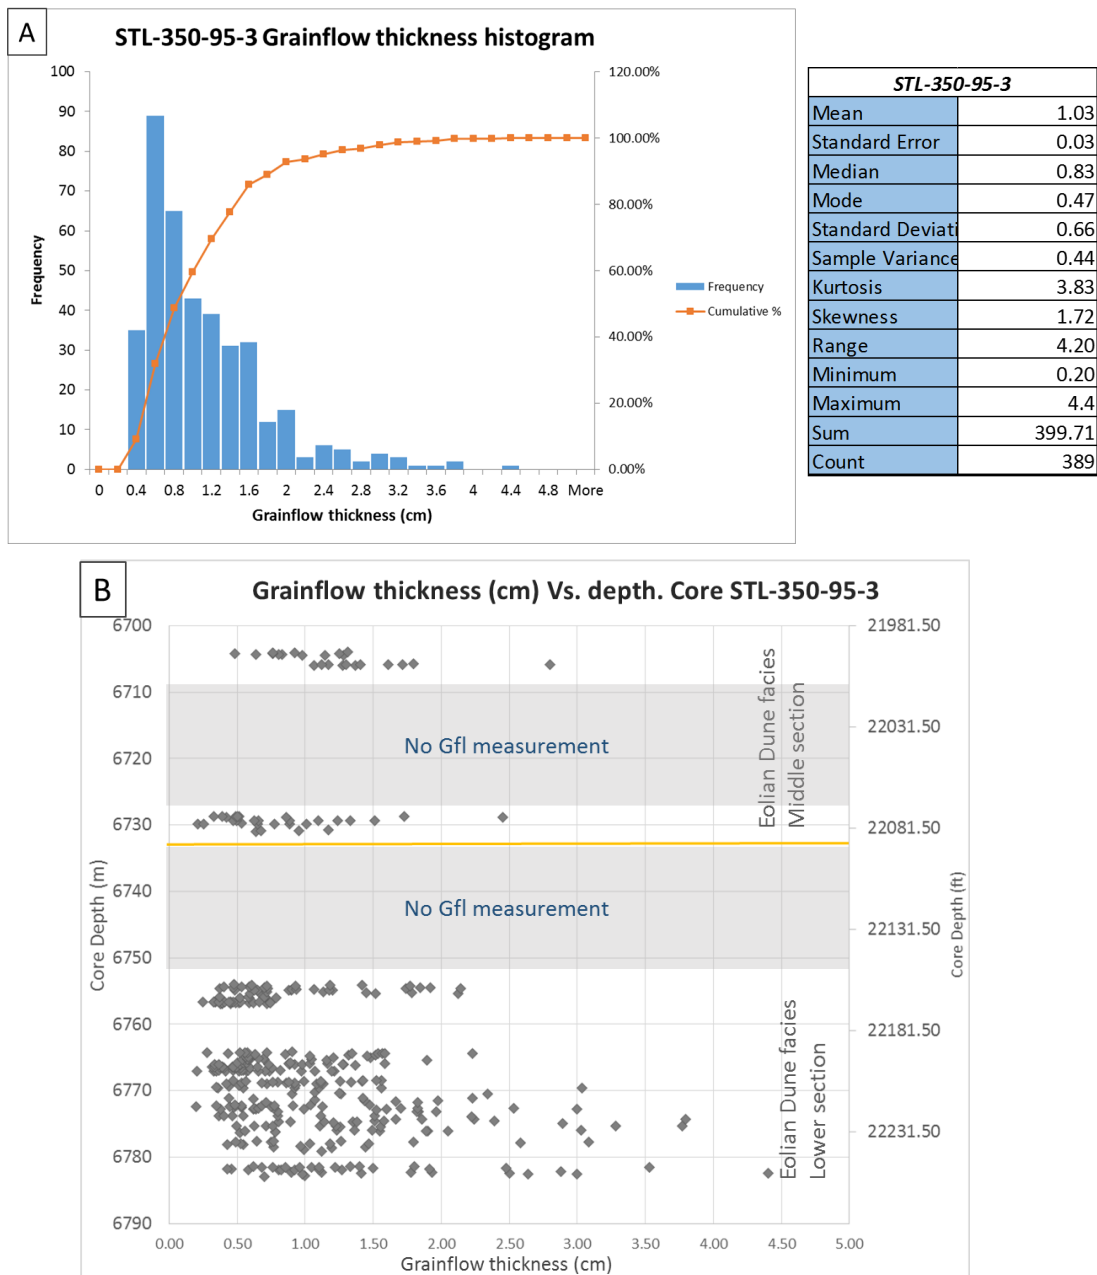 A
STL-350-95-3 Grainflow thickness histogram
100
90
80
70
60
50
40
30
20
10
0
Frequency
120.00%
100.00%
80.00%
60.00%
40.00%
20.00%
0.00%
0 0.4 0.8 1.2 1.6 2 2.4 2.8 3.2 3.6 4 4.4 4.8 More
Grainflow thickness (cm)
Frequency
Cumulative %
STL-350-95-3
Mean 1.03
Standard Error 0.03
Median 0.83
Mode 0.47
Standard Deviati 0.66
Sample Variance 0.44
Kurtosis 3.83
Skewness 1.72
Range 4.20
Minimum 0.20
Maximum 4.4
Sum 399.71
Count 389
B
Grainflow thickness (cm) Vs. depth. Core STL-350-95-3
6700
6710
6720
6730
6740
6750
6760
6770
6780
6790
Core Depth (m)
No Gfl measurement
No Gfl measurement
Eolian Dune facies
Middle section
Eolian Dune facies
Lower section
21981.50
22031.50
22081.50
22131.50
22181.50
22231.50
Core Depth (ft)
0.00 0.50 1.00 1.50 2.00 2.50 3.00 3.50 4.00 4.50 5.00
Grainflow thickness (cm)